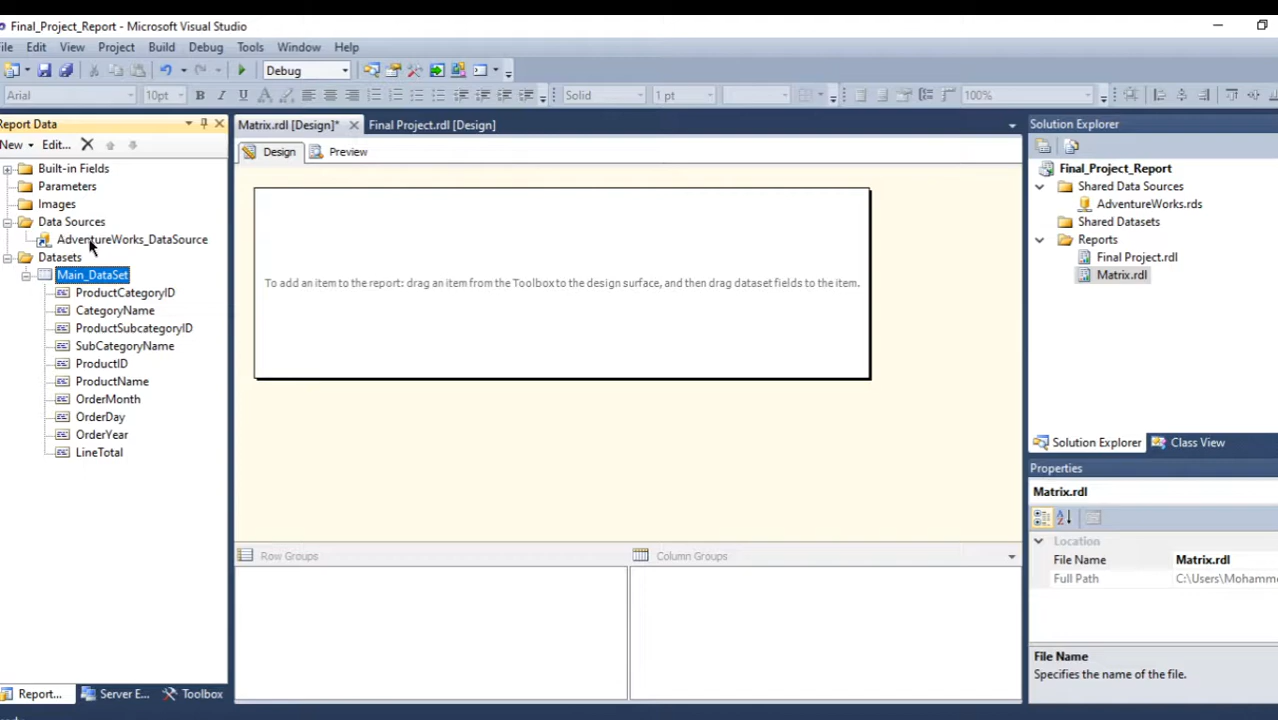 Final_Project_Report - Microsoft Visual Studio
File Edit View Project Build Debug Tools Window Help
Debug
Arial 10pt B I U A Solid 1 pt 100%
Report Data
New Edit...
Built-in Fields
Parameters
Images
Data Sources
AdventureWorks_DataSource
Datasets
Main_DataSet
ProductCategoryID
CategoryName
ProductSubcategoryID
SubCategoryName
ProductID
ProductName
OrderMonth
OrderDay
OrderYear
LineTotal
Report... Server E... Toolbox
Matrix.rdl [Design]* Final Project.rdl [Design]
Design Preview
To add an item to the report: drag an item from the Toolbox to the design surface, and then drag dataset fields to the item.
Row Groups Column Groups
Solution Explorer
Final_Project_Report
Shared Data Sources
AdventureWorks.rds
Shared Datasets
Reports
Final Project.rdl
Matrix.rdl
Solution Explorer Class View
Properties
Matrix.rdl
Location
File Name Matrix.rdl
Full Path C:\Users\Mohamme
File Name
Specifies the name of the file.